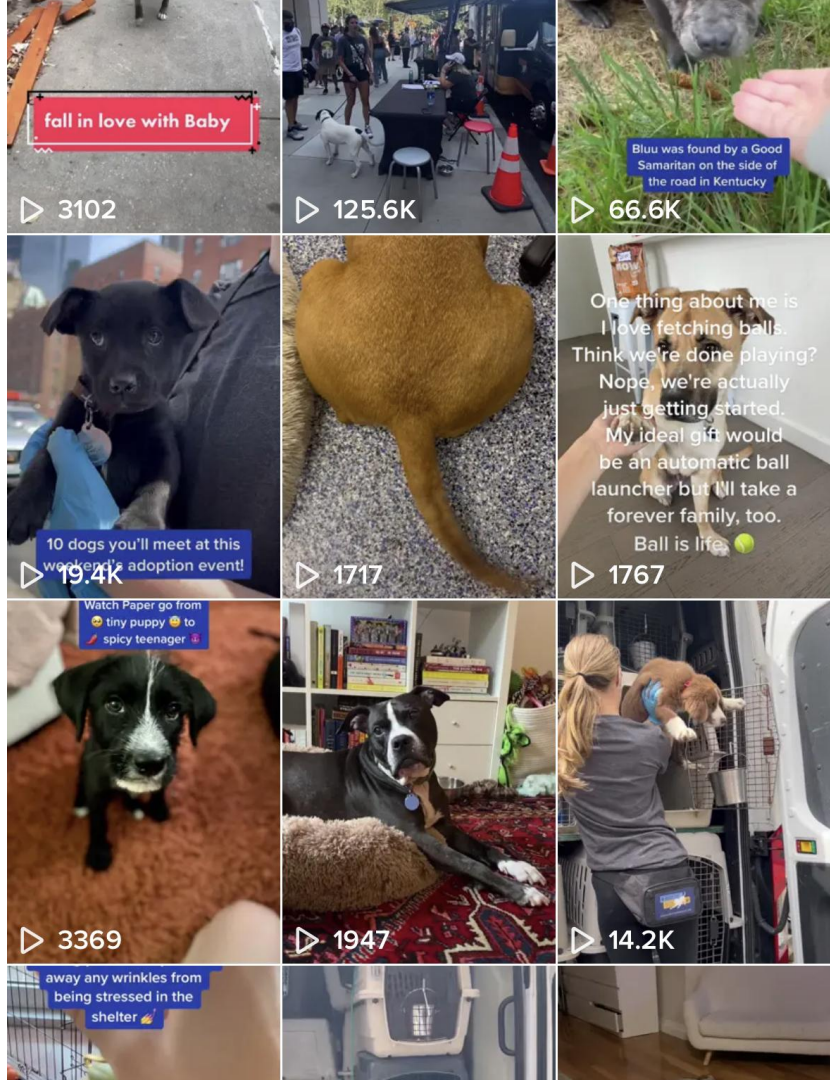 fall in love with Baby
3102
125.6K
Bluu was found by a Good
Samaritan on the side of
the road in Kentucky
66.6K
10 dogs you'll meet at this
weekend's adoption event!
19.4K
1717
One thing about me is
I love fetching balls.
Think we're done playing?
Nope, we're actually
just getting started.
My ideal gift would
be an automatic ball
launcher but I'll take a
forever family, too.
Ball is life. 🎾
1767
Watch Paper go from
🥺 tiny puppy 🥺 to
🌶️ spicy teenager 😈
3369
1947
14.2K
away any wrinkles from
being stressed in the
shelter 💅